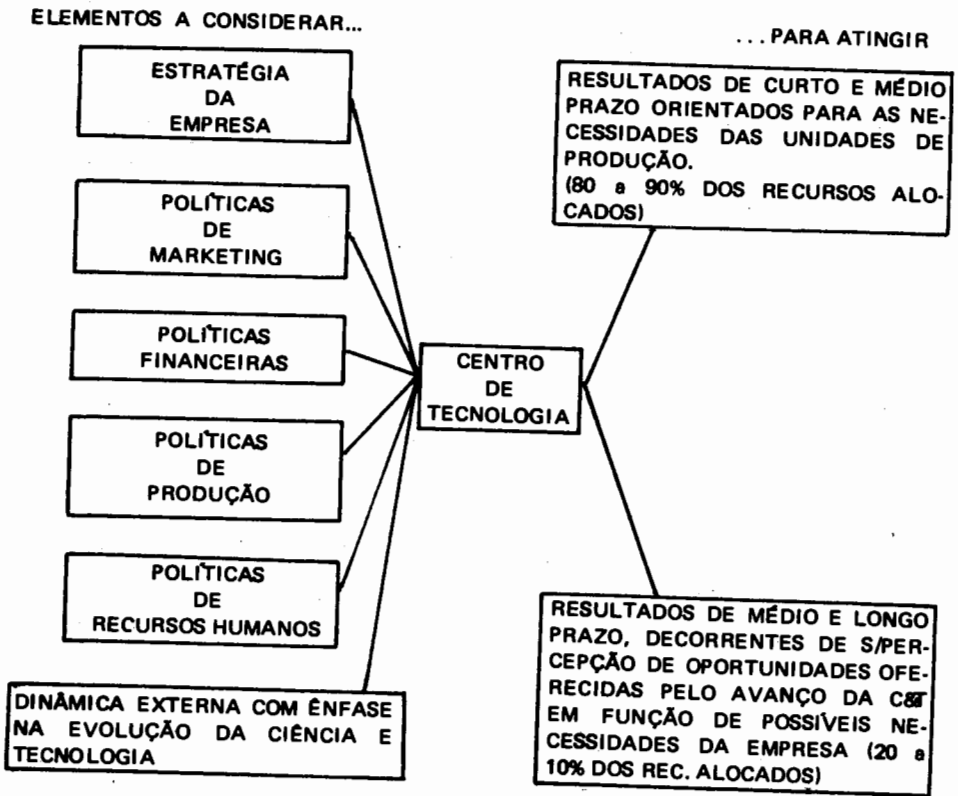 ELEMENTOS A CONSIDERAR...
ESTRATÉGIA
DA
EMPRESA
POLÍTICAS
DE
MARKETING
POLÍTICAS
FINANCEIRAS
POLÍTICAS
DE
PRODUÇÃO
POLÍTICAS
DE
RECURSOS HUMANOS
DINÂMICA EXTERNA COM ÊNFASE
NA EVOLUÇÃO DA CIÊNCIA E
TECNOLOGIA
CENTRO
DE
TECNOLOGIA
...PARA ATINGIR
RESULTADOS DE CURTO E MÉDIO
PRAZO ORIENTADOS PARA AS NE-
CESSIDADES DAS UNIDADES DE
PRODUÇÃO.
(80 a 90% DOS RECURSOS ALO-
CADOS)
RESULTADOS DE MÉDIO E LONGO
PRAZO, DECORRENTES DE S/PER-
CEPÇÃO DE OPORTUNIDADES OFE-
RECIDAS PELO AVANÇO DA C&T
EM FUNÇÃO DE POSSÍVEIS NE-
CESSIDADES DA EMPRESA (20 a
10% DOS REC. ALOCADOS)